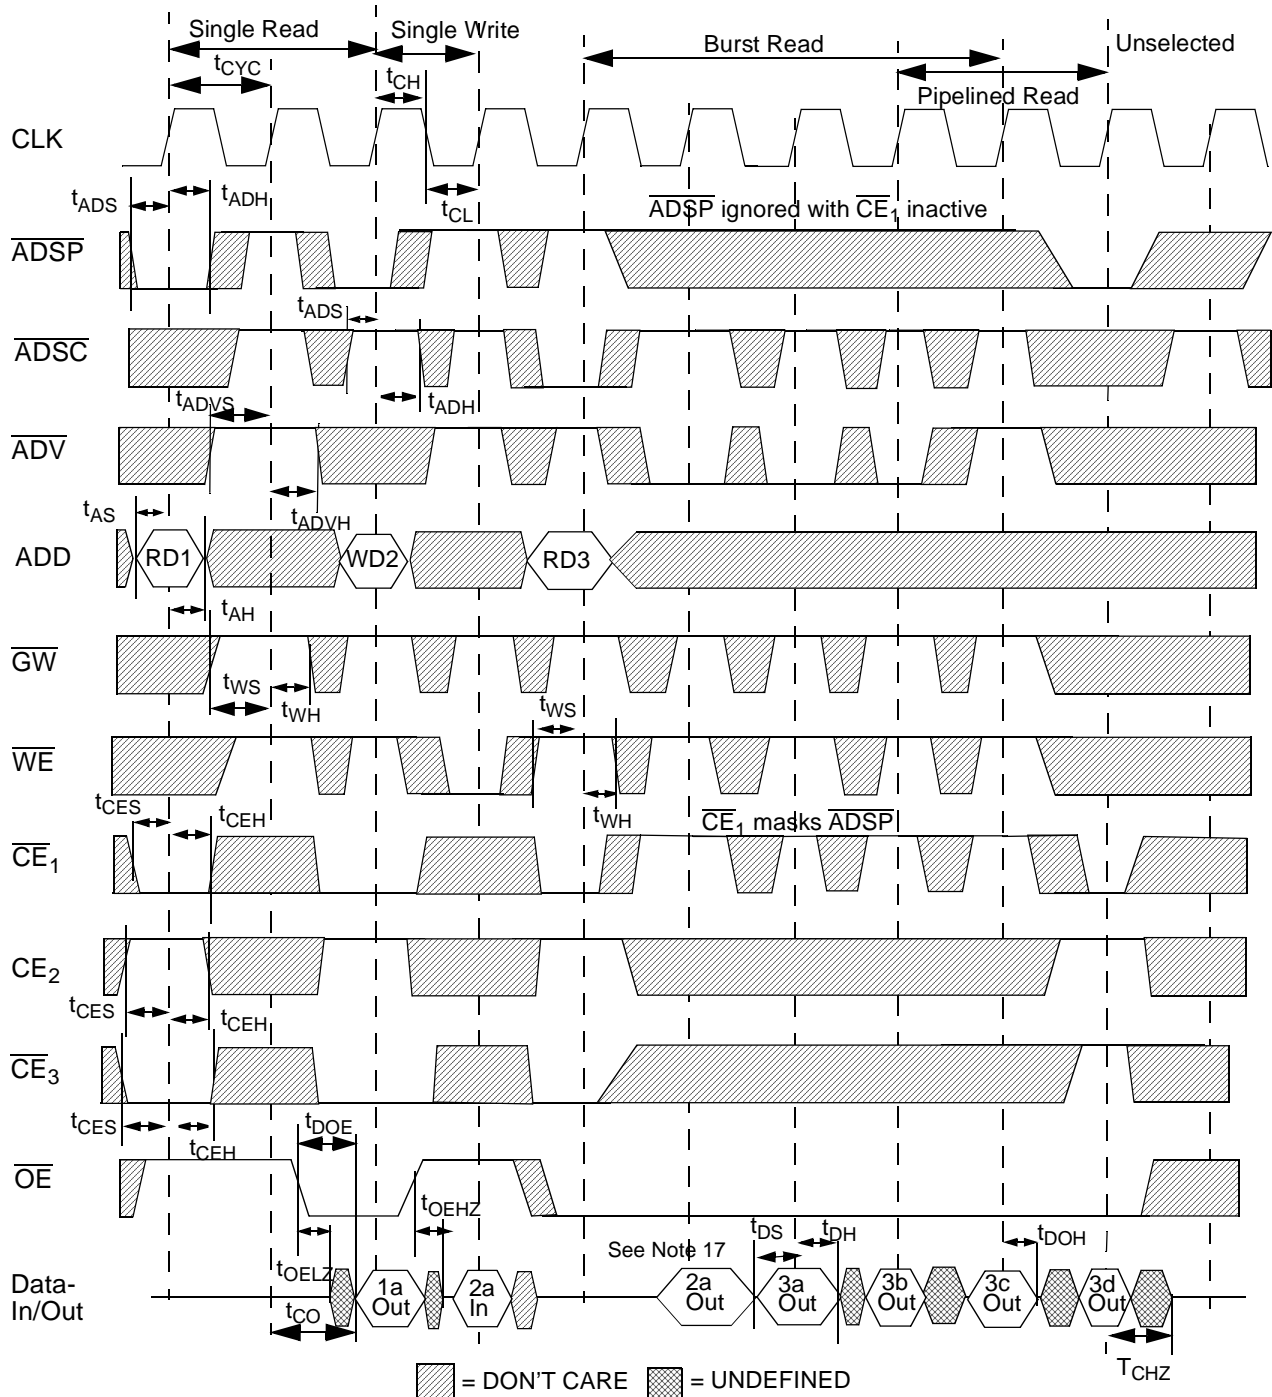 Single Read Single Write Burst Read Unselected
tCYC tCH Pipelined Read
CLK
tADS tADH tCL ADSP ignored with CE1 inactive
ADSP
tADS
ADSC
tADVS tADH
ADV
tAS tADVH
ADD RD1 WD2 RD3
tAH
GW
tWS tWH tWS
WE
tCES tCEH tWH CE1 masks ADSP
CE1
CE2
tCES tCEH
CE3
tCES tCEH tDOE
OE
tOEHZ tDS tDH tDOH
See Note 17
tOELZ
Data-
In/Out
1a Out 2a In 2a Out 3a Out 3b Out 3c Out 3d Out
tCO TCHZ
= DON'T CARE = UNDEFINED